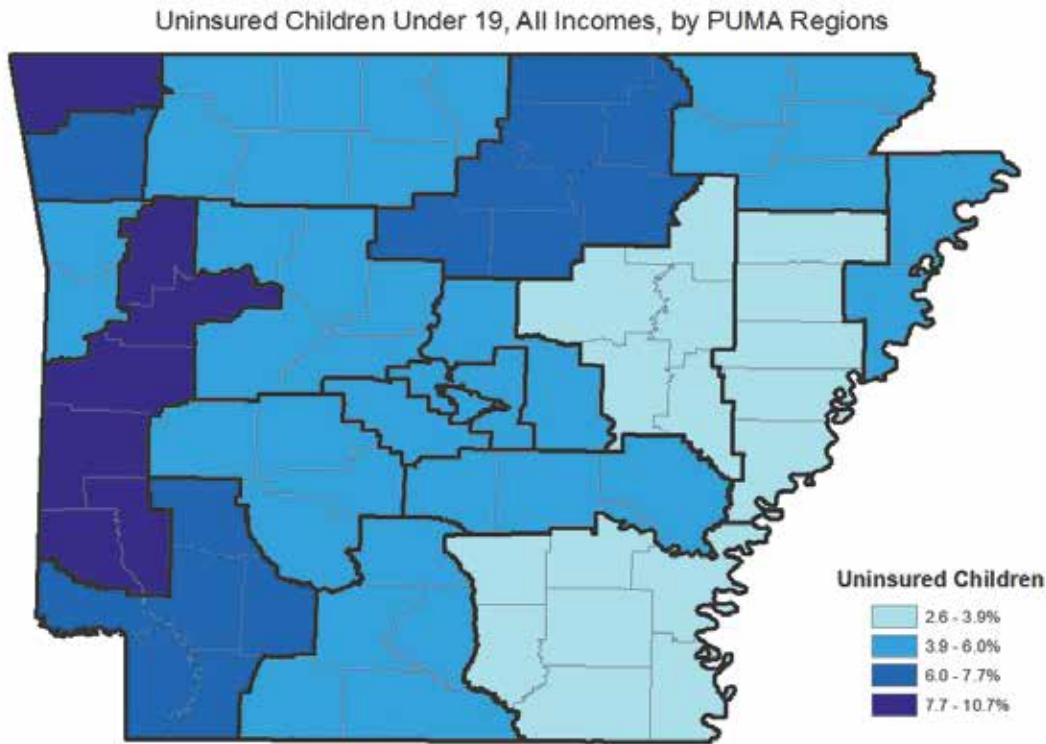 Uninsured Children Under 19, All Incomes, by PUMA Regions
Uninsured Children
2.6 - 3.9%
3.9 - 6.0%
6.0 - 7.7%
7.7 - 10.7%